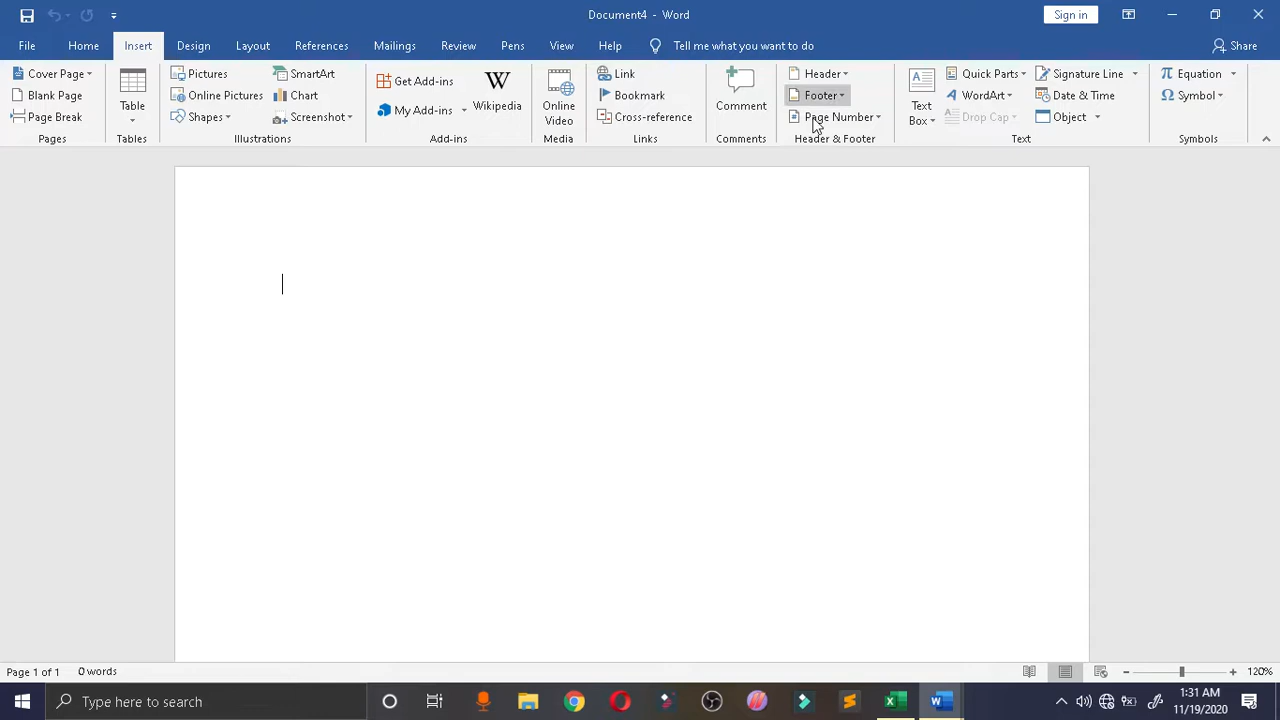 Document4 - Word
Sign in
File Home Insert Design Layout References Mailings Review Pens View Help Tell me what you want to do Share
Cover Page
Blank Page
Page Break
Pages
Table
Tables
Pictures
Online Pictures
Shapes
SmartArt
Chart
Screenshot
Illustrations
Get Add-ins
My Add-ins
W
Wikipedia
Add-ins
Online
Video
Media
Link
Bookmark
Cross-reference
Links
Comment
Comments
Header
Footer
Page Number
Header & Footer
Text
Box
Quick Parts
WordArt
Drop Cap
Signature Line
Date & Time
Object
Text
Equation
Symbol
Symbols
Page 1 of 1 0 words
120%
Type here to search
1:31 AM
11/19/2020